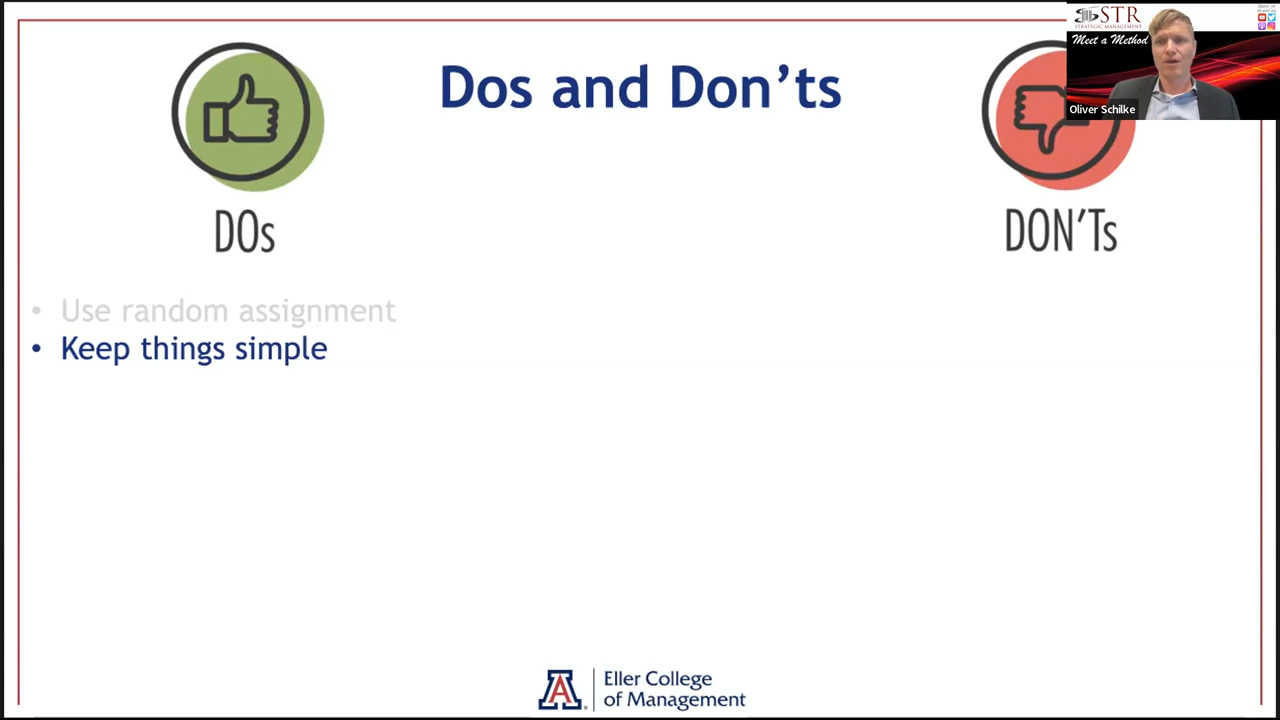 Dos and Don'ts
DOs
DON'Ts
• Use random assignment
• Keep things simple
A
Eller College
of Management
STR
STRATEGIC MANAGEMENT
Meet a Method
Oliver Schilke